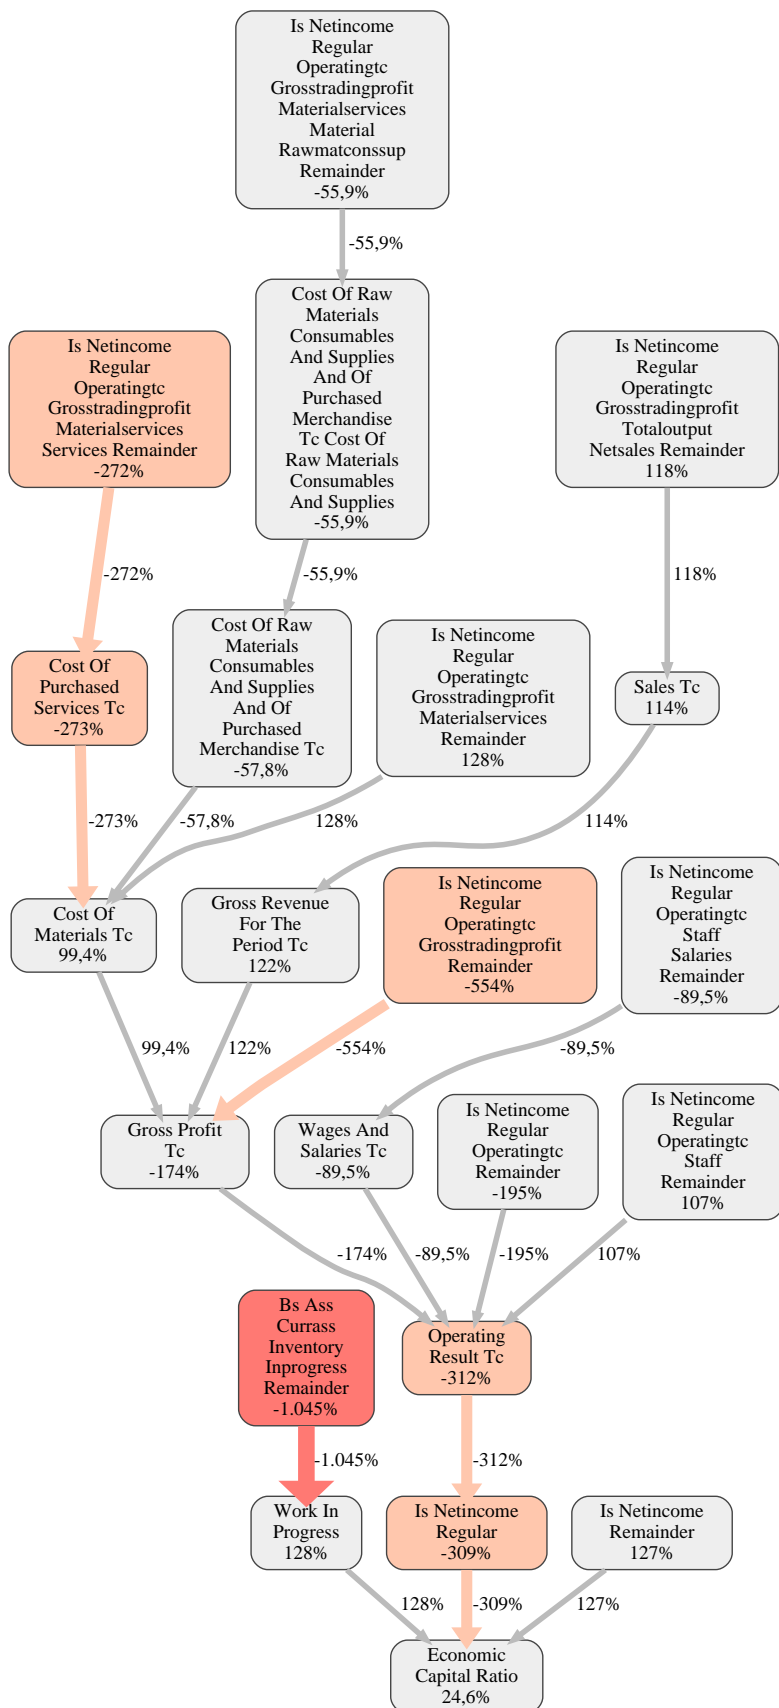 Is Netincome
Regular
Operatingtc
Grosstradingprofit
Materialservices
Material
Rawmatconssup
Remainder
-55,9%
-55,9%
Cost Of Raw
Materials
Consumables
And Supplies
And Of
Purchased
Merchandise
Tc Cost Of
Raw Materials
Consumables
And Supplies
-55,9%
Is Netincome
Regular
Operatingtc
Grosstradingprofit
Materialservices
Services Remainder
-272%
Is Netincome
Regular
Operatingtc
Grosstradingprofit
Totaloutput
Netsales Remainder
118%
-272%
-55,9%
118%
Cost Of
Purchased
Services Tc
-273%
Cost Of Raw
Materials
Consumables
And Supplies
And Of
Purchased
Merchandise Tc
-57,8%
Is Netincome
Regular
Operatingtc
Grosstradingprofit
Materialservices
Remainder
128%
Sales Tc
114%
-273%
-57,8%
128%
114%
Cost Of
Materials Tc
99,4%
Gross Revenue
For The
Period Tc
122%
Is Netincome
Regular
Operatingtc
Grosstradingprofit
Remainder
-554%
Is Netincome
Regular
Operatingtc
Staff
Salaries
Remainder
-89,5%
99,4%
122%
-554%
-89,5%
Gross Profit
Tc
-174%
Wages And
Salaries Tc
-89,5%
Is Netincome
Regular
Operatingtc
Remainder
-195%
Is Netincome
Regular
Operatingtc
Staff
Remainder
107%
-174%
-89,5%
-195%
107%
Bs Ass
Currass
Inventory
Inprogress
Remainder
-1.045%
Operating
Result Tc
-312%
-1.045%
-312%
Work In
Progress
128%
Is Netincome
Regular
-309%
Is Netincome
Remainder
127%
128%
-309%
127%
Economic
Capital Ratio
24,6%